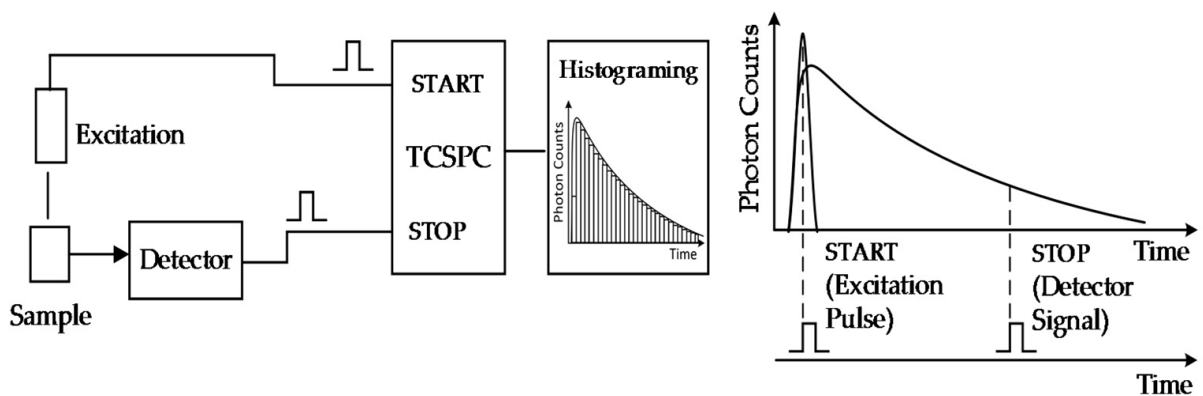 Excitation
Sample
Detector
START
TCSPC
STOP
Histograming
Photon Counts
Time
Photon Counts
Time
START
(Excitation
Pulse)
STOP
(Detector
Signal)
Time